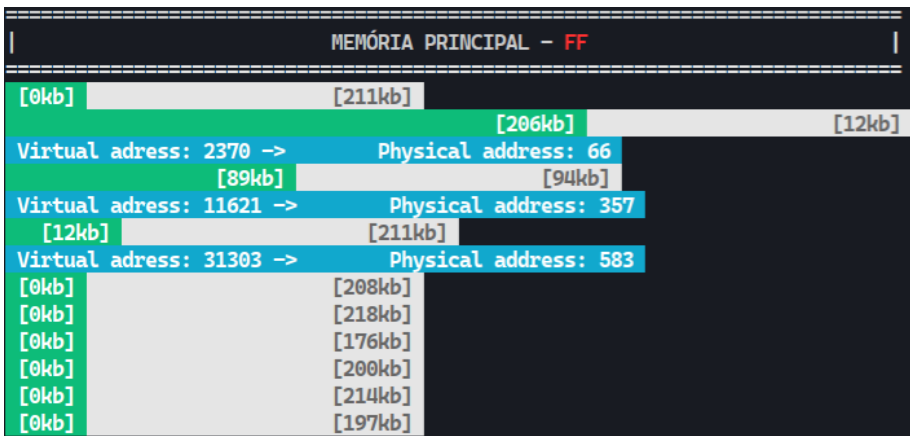 | MEMÓRIA PRINCIPAL - FF |
[0kb] [211kb]
[206kb] [12kb]
Virtual adress: 2370 -> Physical address: 66
[89kb] [94kb]
Virtual adress: 11621 -> Physical address: 357
[12kb] [211kb]
Virtual adress: 31303 -> Physical address: 583
[0kb] [208kb]
[0kb] [218kb]
[0kb] [176kb]
[0kb] [200kb]
[0kb] [214kb]
[0kb] [197kb]